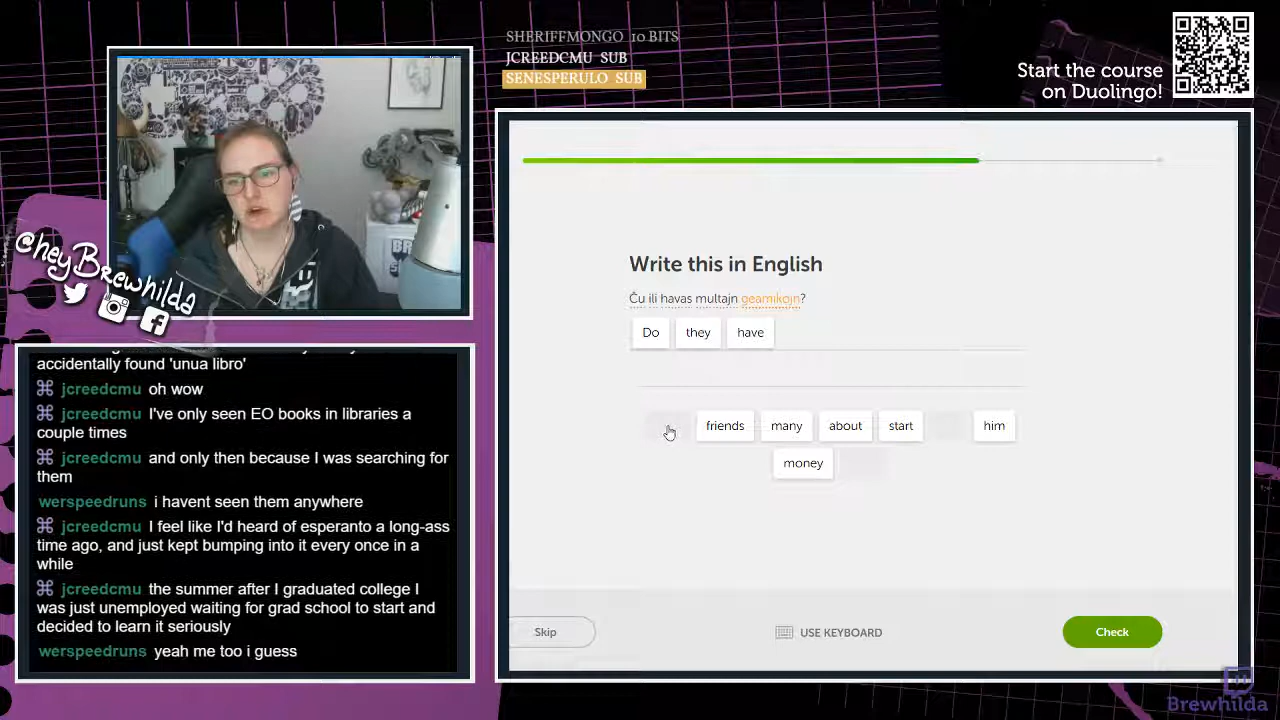 SHERIFFMONGO 10 BITS
JCREEDCMU SUB
SENESPERULO SUB
Start the course
on Duolingo!
@heyBrewhilda
Write this in English
Ĉu ili havas multajn geamikojn?
Do they have
friends many about start him
money
Skip
USE KEYBOARD
Check
accidentally found 'unua libro'
jcreedcmu oh wow
jcreedcmu I've only seen EO books in libraries a
couple times
jcreedcmu and only then because I was searching for
them
werspeedruns i havent seen them anywhere
jcreedcmu I feel like I'd heard of esperanto a long-ass
time ago, and just kept bumping into it every once in a
while
jcreedcmu the summer after I graduated college I
was just unemployed waiting for grad school to start and
decided to learn it seriously
werspeedruns yeah me too i guess
Brewhilda